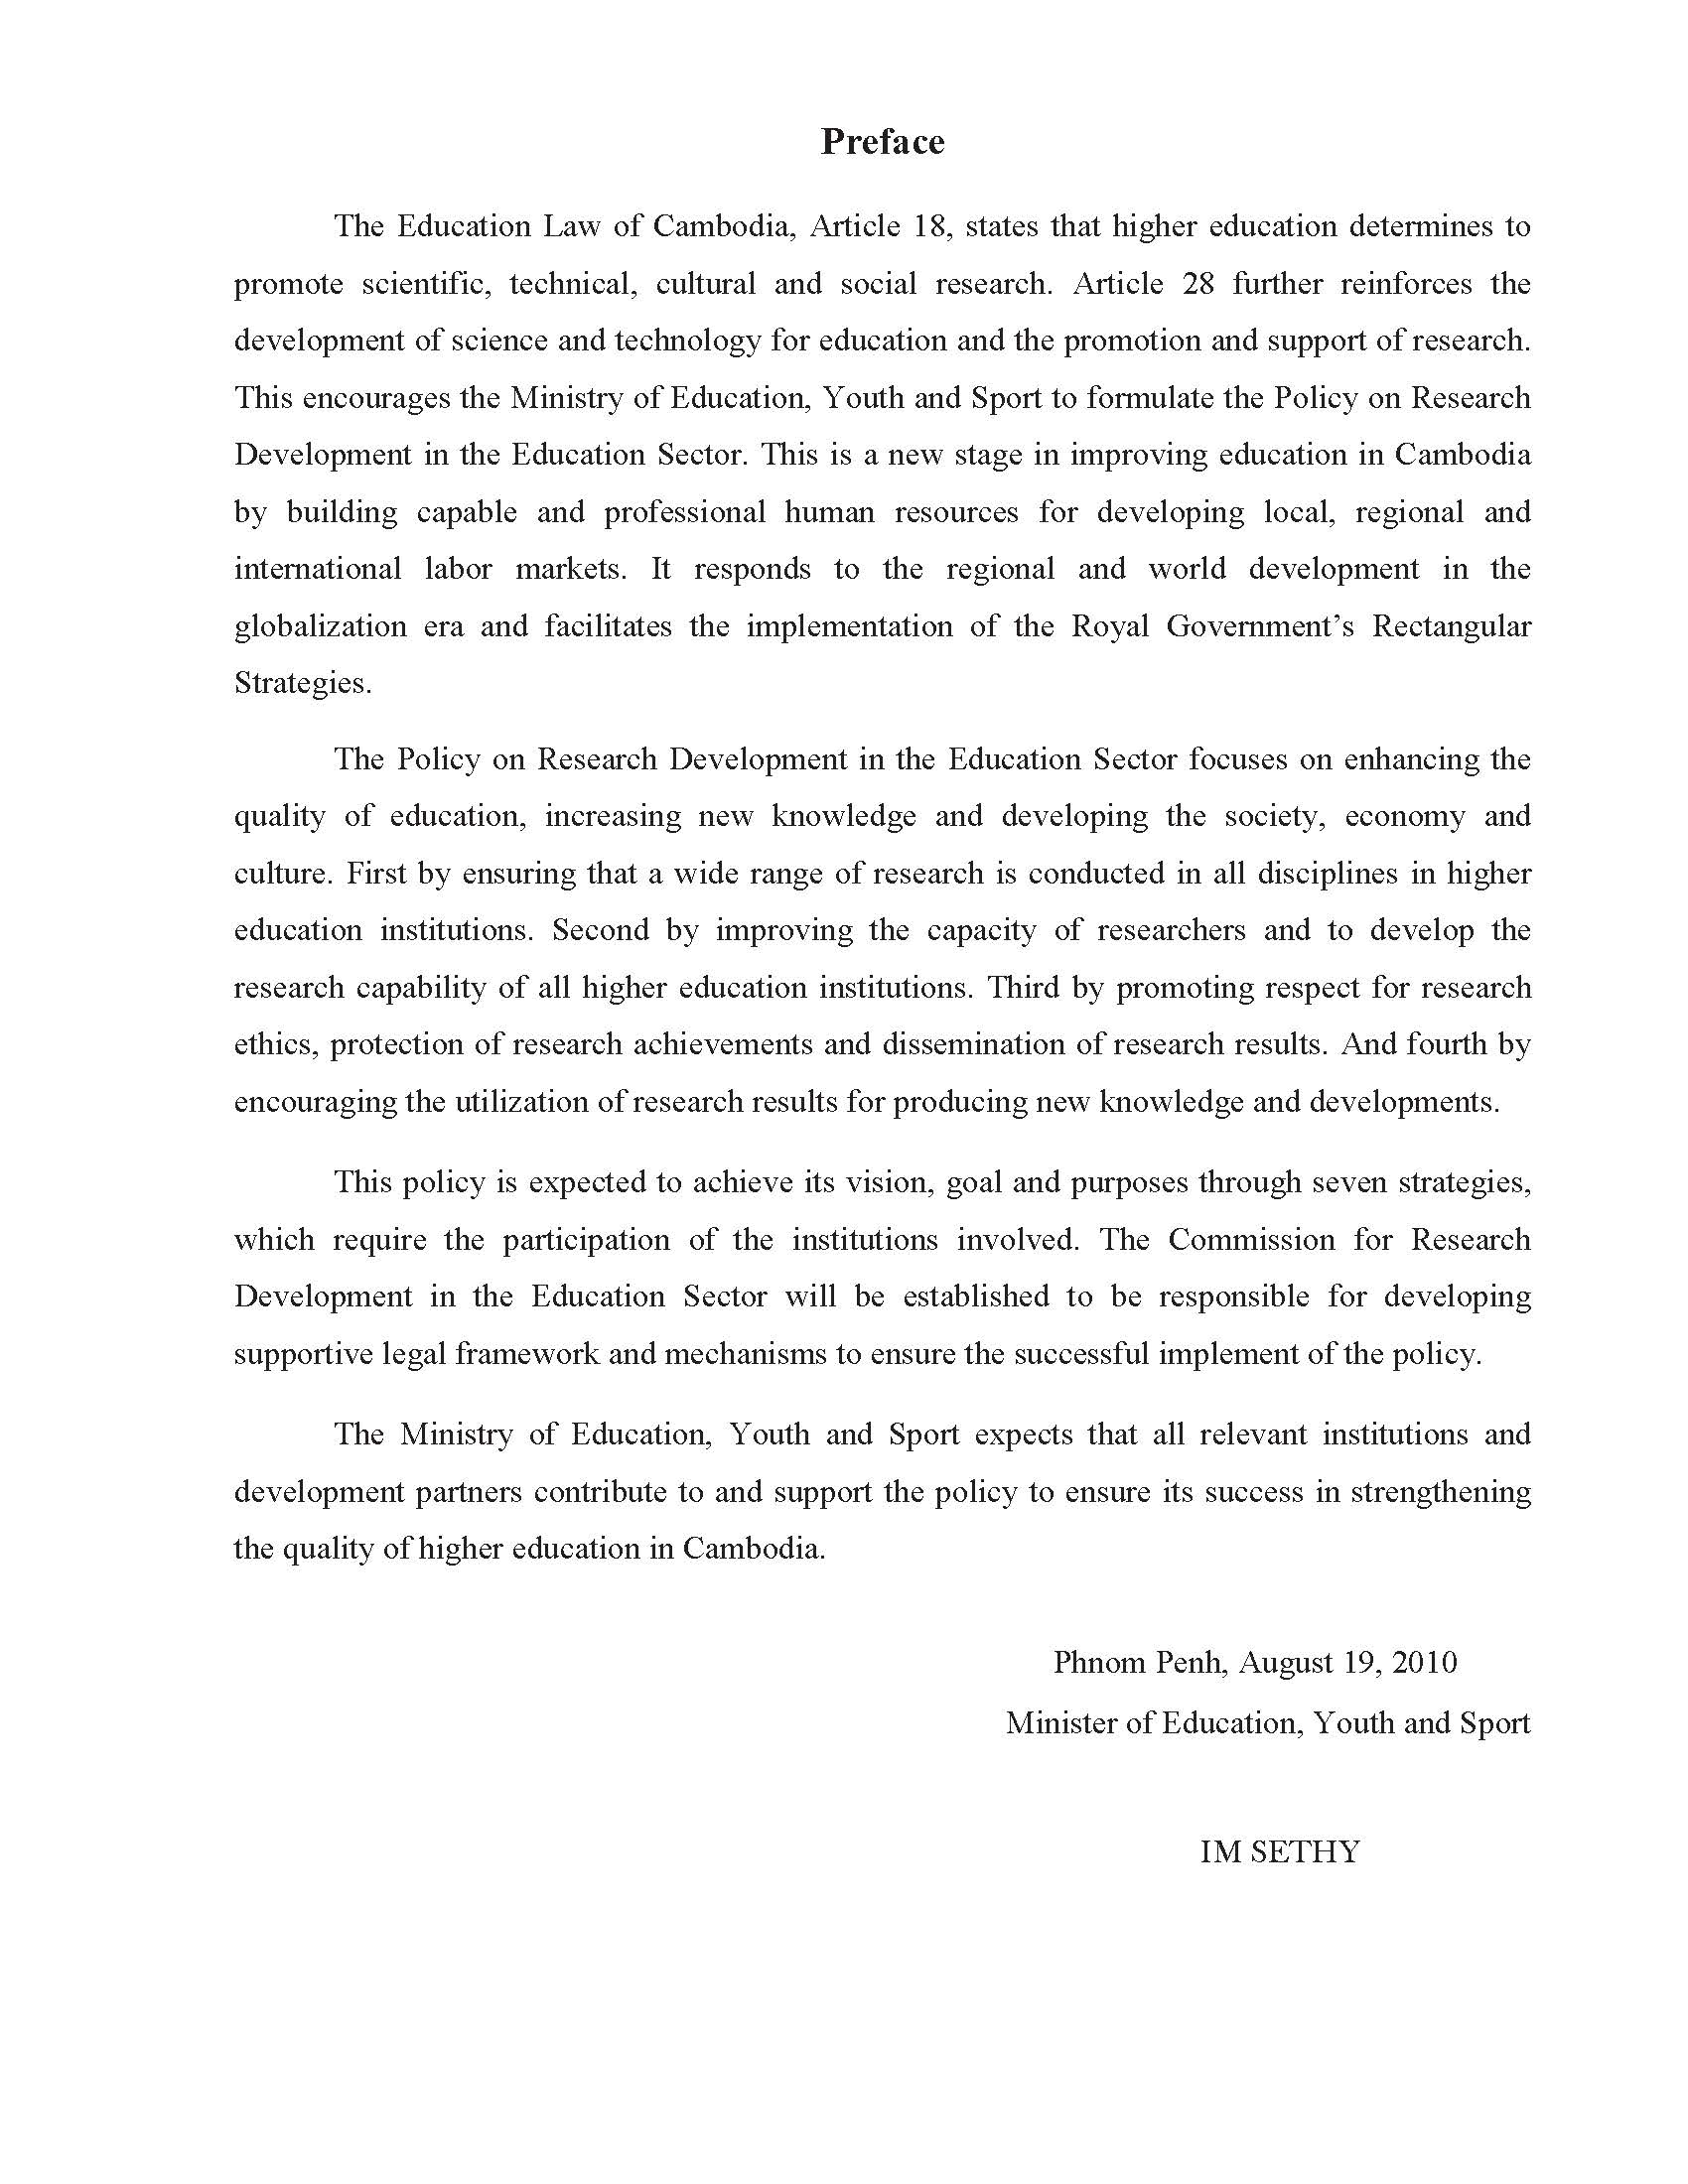 Preface
The Education Law of Cambodia, Article 18, states that higher education determines to
promote scientific, technical, cultural and social research. Article 28 further reinforces the
development of science and technology for education and the promotion and support of research.
This encourages the Ministry of Education, Youth and Sport to formulate the Policy on Research
Development in the Education Sector. This is a new stage in improving education in Cambodia
by building capable and professional human resources for developing local, regional and
international labor markets. It responds to the regional and world development in the
globalization era and facilitates the implementation of the Royal Government’s Rectangular
Strategies.
The Policy on Research Development in the Education Sector focuses on enhancing the
quality of education, increasing new knowledge and developing the society, economy and
culture. First by ensuring that a wide range of research is conducted in all disciplines in higher
education institutions. Second by improving the capacity of researchers and to develop the
research capability of all higher education institutions. Third by promoting respect for research
ethics, protection of research achievements and dissemination of research results. And fourth by
encouraging the utilization of research results for producing new knowledge and developments.
This policy is expected to achieve its vision, goal and purposes through seven strategies,
which require the participation of the institutions involved. The Commission for Research
Development in the Education Sector will be established to be responsible for developing
supportive legal framework and mechanisms to ensure the successful implement of the policy.
The Ministry of Education, Youth and Sport expects that all relevant institutions and
development partners contribute to and support the policy to ensure its success in strengthening
the quality of higher education in Cambodia.
Phnom Penh, August 19, 2010
Minister of Education, Youth and Sport
IM SETHY